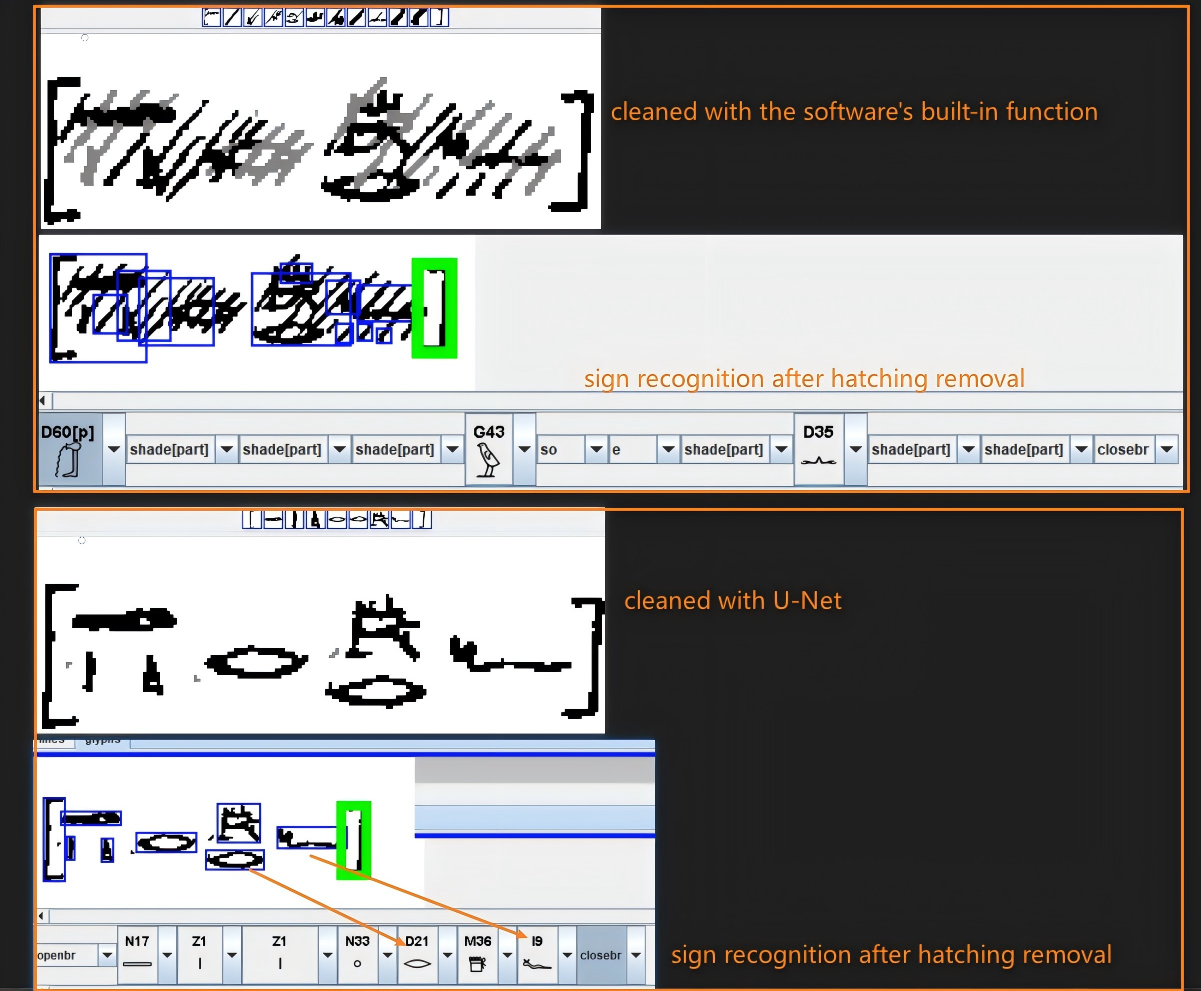 cleaned with the software's built-in function
sign recognition after hatching removal
D60[p] shade[part] shade[part] shade[part] G43 so e shade[part] D35 shade[part] shade[part] closebr
cleaned with U-Net
glyphs
openbr N17 Z1 Z1 N33 D21 M36 I9 closebr
sign recognition after hatching removal